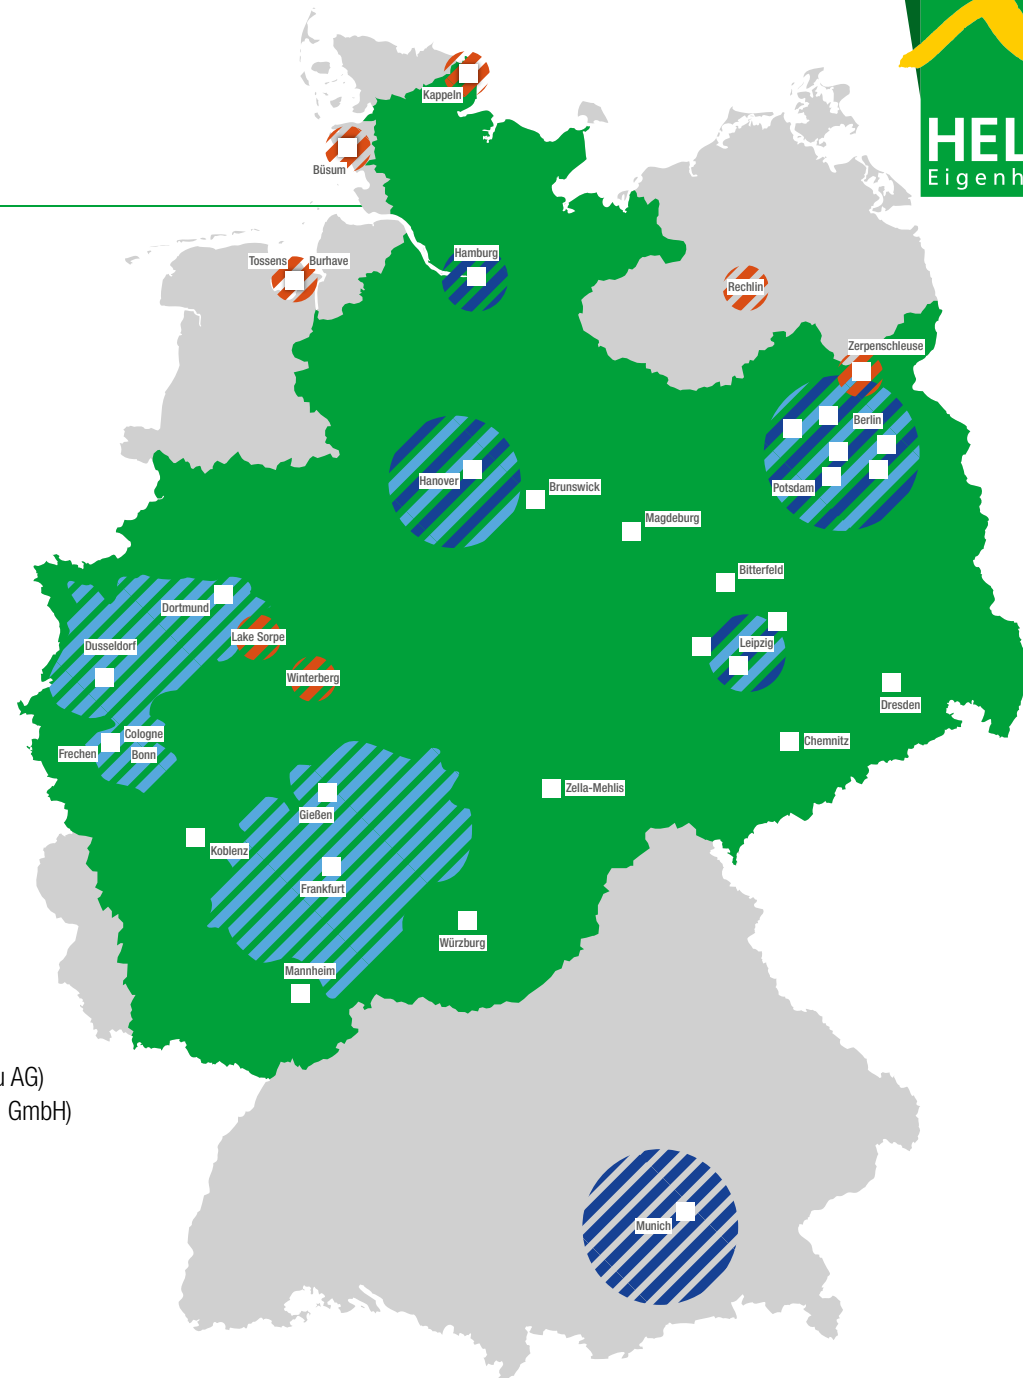 Kappeln
HEL
Eigenh
Büsum
Hamburg
Tossens
Burhave
Rechlin
Zerpenschleuse
Berlin
Hanover
Potsdam
Brunswick
Magdeburg
Bitterfeld
Dortmund
Lake Sorpe
Dusseldorf
Leipzig
Winterberg
Dresden
Cologne
Chemnitz
Frechen
Bonn
Zella-Mehlis
Gießen
Koblenz
Frankfurt
Würzburg
Mannheim
u AG)
GmbH)
Munich